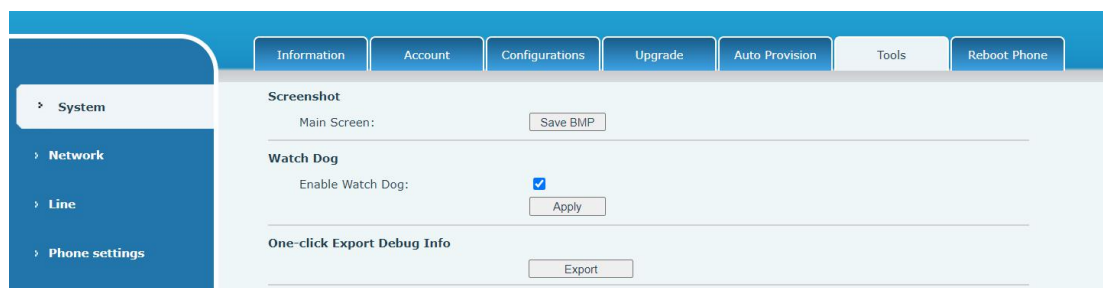 Information Account Configurations Upgrade Auto Provision Tools Reboot Phone
› System
› Network
› Line
› Phone settings
Screenshot
Main Screen: Save BMP
Watch Dog
Enable Watch Dog:
Apply
One-click Export Debug Info
Export